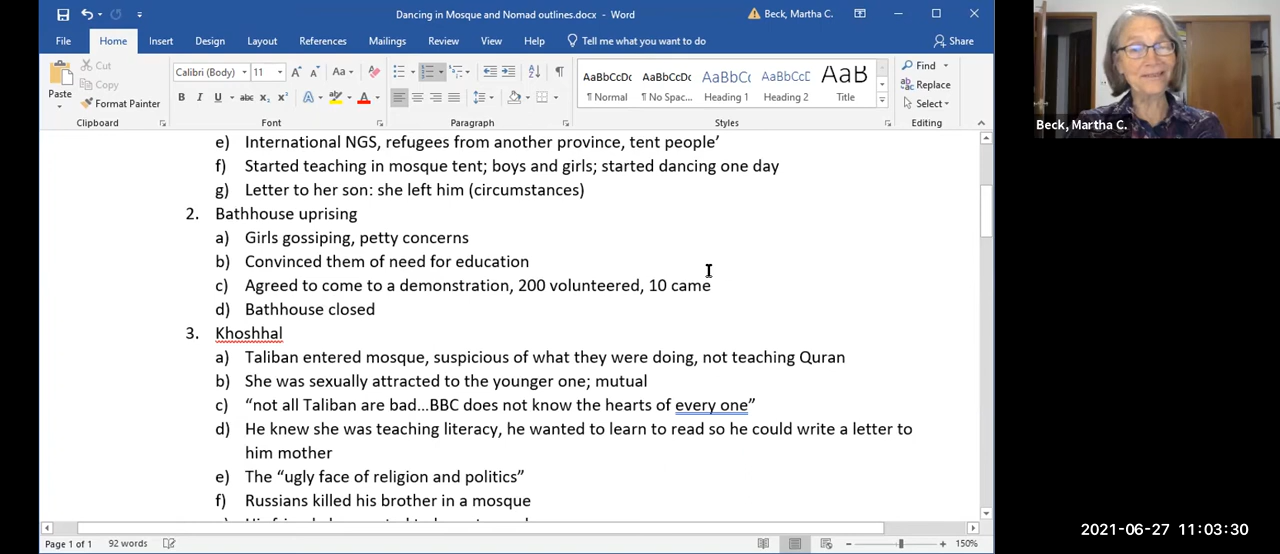 Dancing in Mosque and Nomad outlines.docx - Word
Beck, Martha C.
File Home Insert Design Layout References Mailings Review View Help Tell me what you want to do Share
Cut
Copy
Format Painter
Paste
Clipboard
Calibri (Body) 11
Font
Paragraph
AaBbCcDc AaBbCcDc AaBbCc AaBbCcD AaB
¶ Normal ¶ No Spac... Heading 1 Heading 2 Title
Styles
Find
Replace
Select
Editing
e) International NGS, refugees from another province, tent people’
f) Started teaching in mosque tent; boys and girls; started dancing one day
g) Letter to her son: she left him (circumstances)
2. Bathhouse uprising
a) Girls gossiping, petty concerns
b) Convinced them of need for education
c) Agreed to come to a demonstration, 200 volunteered, 10 came
d) Bathhouse closed
3. Khoshhal
a) Taliban entered mosque, suspicious of what they were doing, not teaching Quran
b) She was sexually attracted to the younger one; mutual
c) “not all Taliban are bad...BBC does not know the hearts of every one”
d) He knew she was teaching literacy, he wanted to learn to read so he could write a letter to
him mother
e) The “ugly face of religion and politics”
f) Russians killed his brother in a mosque
Page 1 of 1 92 words
150%
Beck, Martha C.
2021-06-27 11:03:30